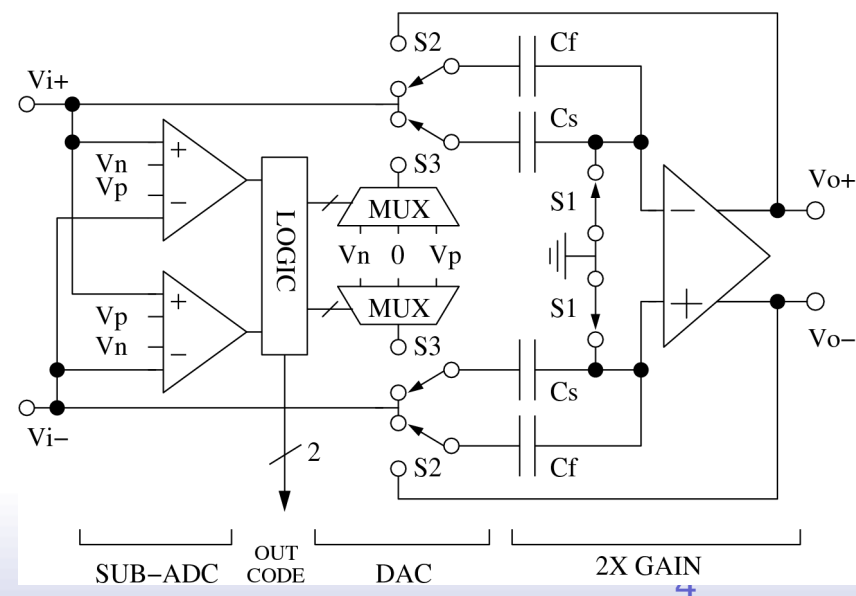 S2
Cf
Vi+
Cs
+
Vn
Vp
−
S3
Vo+
MUX
S1
−
LOGIC
Vn 0 Vp
+
MUX
S1
+
Vp
Vn
−
S3
Vo−
Cs
Vi−
S2
Cf
2
SUB−ADC
OUT
CODE
DAC
2X GAIN
4